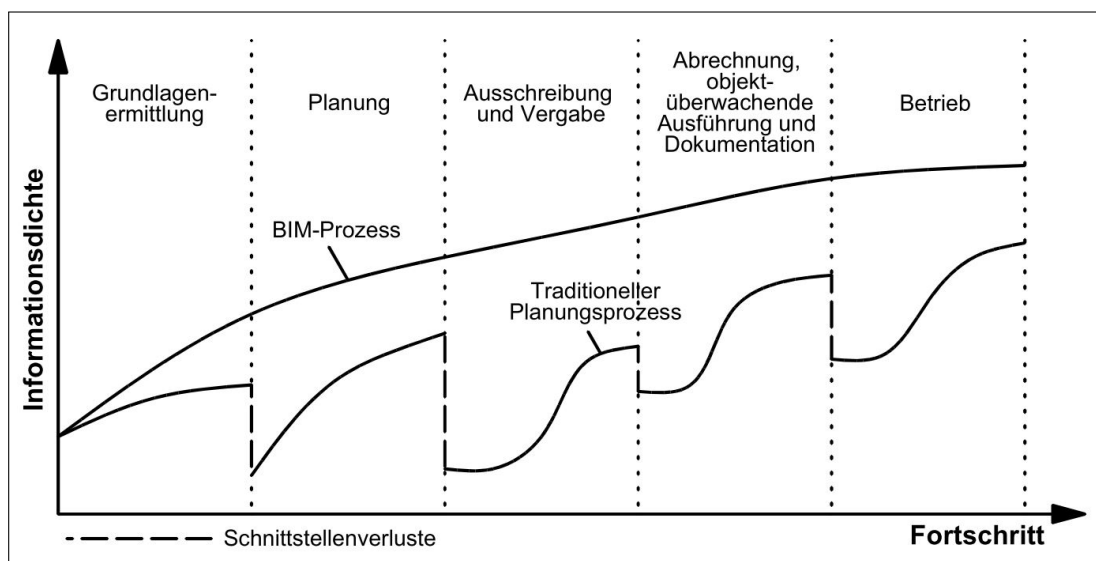 Informationsdichte
Grundlagen-
ermittlung
Planung
Ausschreibung
und Vergabe
Abrechnung,
objekt-
überwachende
Ausführung und
Dokumentation
Betrieb
BIM-Prozess
Traditioneller
Planungsprozess
Fortschritt
Schnittstellenverluste